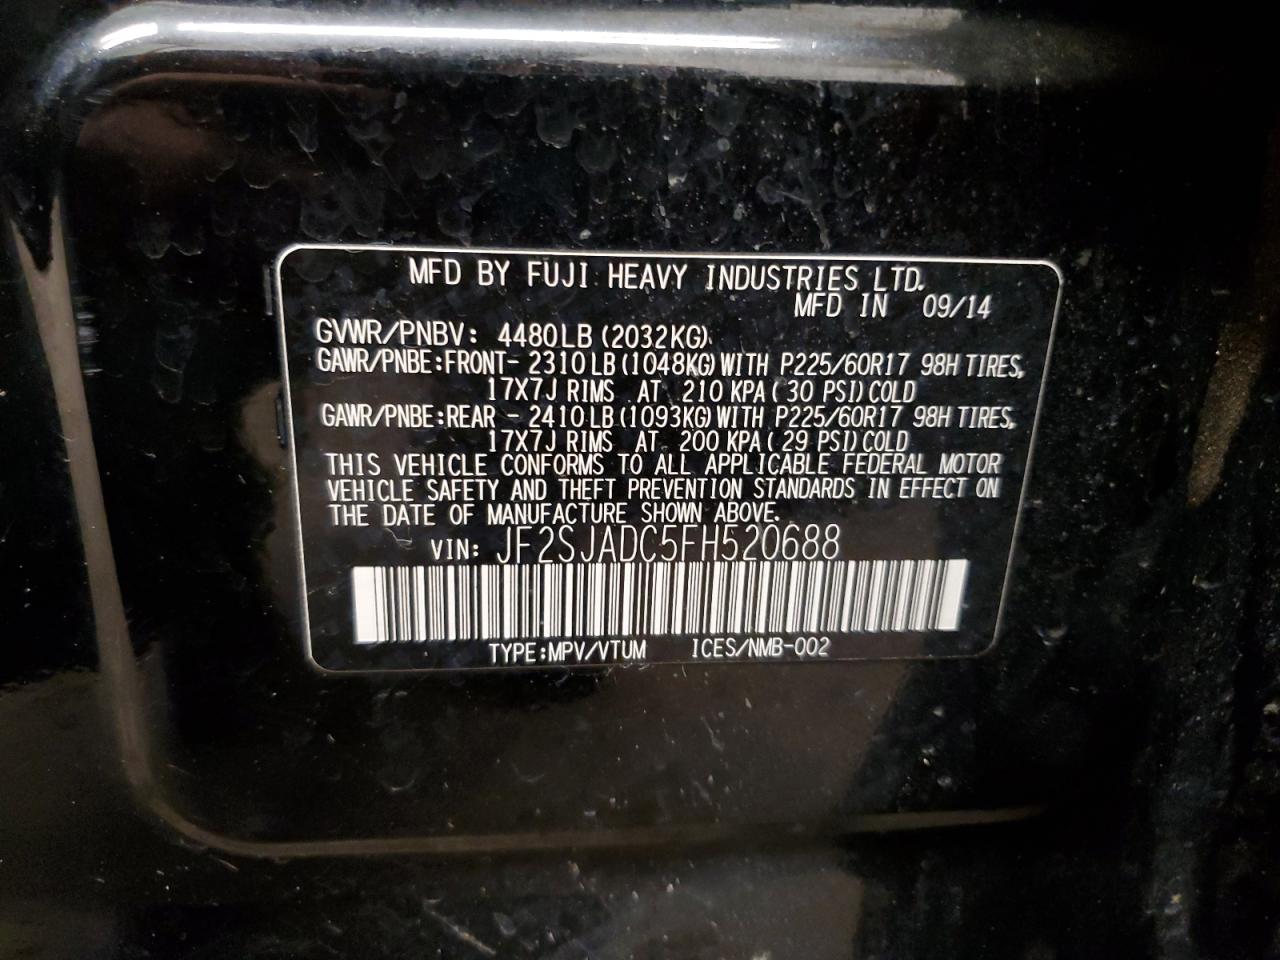 MFD BY FUJI HEAVY INDUSTRIES LTD.
MFD IN 09/14
GVWR/PNBV: 4480LB (2032KG)
GAWR/PNBE:FRONT- 2310LB (1048KG) WITH P225/60R17 98H TIRES,
17X7J RIMS AT 210 KPA ( 30 PSI) COLD
GAWR/PNBE:REAR - 2410LB (1093KG) WITH P225/60R17 98H TIRES,
17X7J RIMS AT 200 KPA ( 29 PSI) COLD
THIS VEHICLE CONFORMS TO ALL APPLICABLE FEDERAL MOTOR
VEHICLE SAFETY AND THEFT PREVENTION STANDARDS IN EFFECT ON
THE DATE OF MANUFACTURE SHOWN ABOVE.
VIN: JF2SJADC5FH520688
TYPE:MPV/VTUM ICES/NMB-002